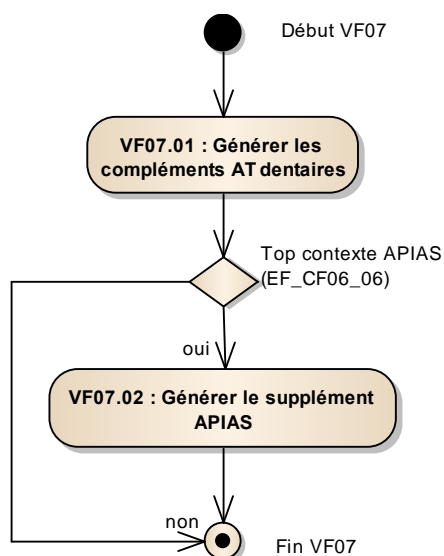 Début VF07
VF07.01 : Générer les
compléments AT dentaires
Top contexte APIAS
(EF_CF06_06)
oui
VF07.02 : Générer le supplément
APIAS
non
Fin VF07